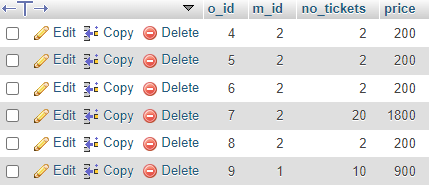 o_id m_id no_tickets price
Edit Copy Delete 4 2 2 200
Edit Copy Delete 5 2 2 200
Edit Copy Delete 6 2 2 200
Edit Copy Delete 7 2 20 1800
Edit Copy Delete 8 2 2 200
Edit Copy Delete 9 1 10 900